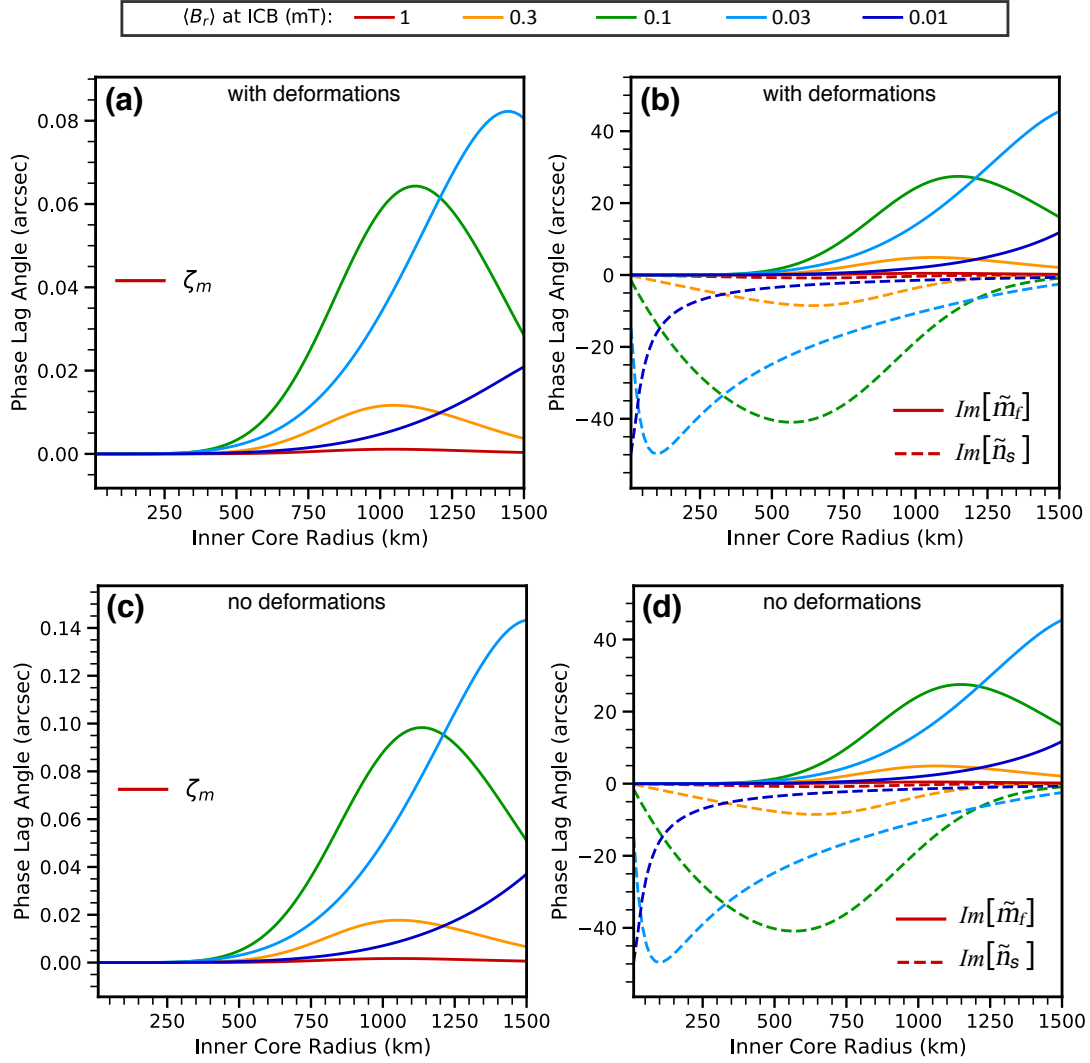 ⟨B_r⟩ at ICB (mT): 1 0.3 0.1 0.03 0.01
(a) with deformations
Phase Lag Angle (arcsec)
0.08
0.06
0.04
0.02
0.00
ζ_m
250 500 750 1000 1250 1500
Inner Core Radius (km)
(b) with deformations
Phase Lag Angle (arcsec)
40
20
0
−20
−40
Im[m̃_f]
Im[ñ_s]
250 500 750 1000 1250 1500
Inner Core Radius (km)
(c) no deformations
Phase Lag Angle (arcsec)
0.14
0.12
0.10
0.08
0.06
0.04
0.02
0.00
ζ_m
250 500 750 1000 1250 1500
Inner Core Radius (km)
(d) no deformations
Phase Lag Angle (arcsec)
40
20
0
−20
−40
Im[m̃_f]
Im[ñ_s]
250 500 750 1000 1250 1500
Inner Core Radius (km)